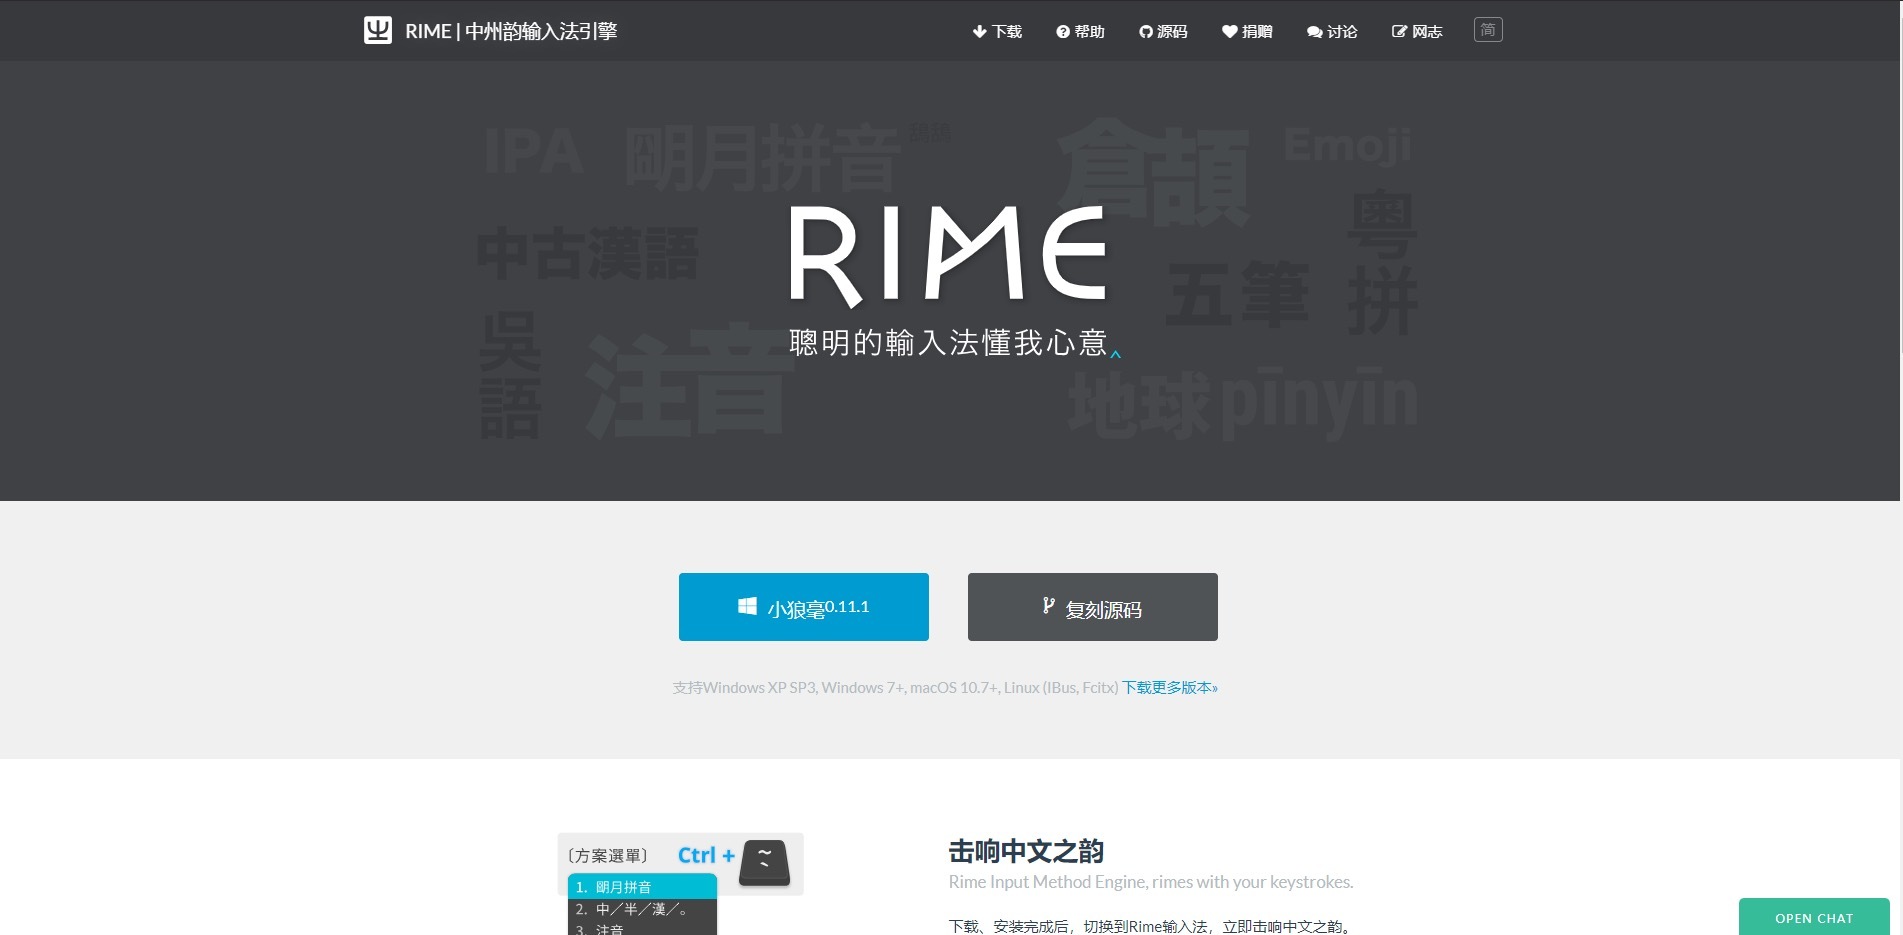 RIME | 中州韵输入法引擎
下载 帮助 源码 捐赠 讨论 网志 简
IPA 朙月拼音 鵠鵠 倉頡 Emoji
中古漢語 RIME 五筆 粵拼
吳語 注音 聰明的輸入法懂我心意^
地球pīnyīn
小狼毫0.11.1 复刻源码
支持Windows XP SP3, Windows 7+, macOS 10.7+, Linux (IBus, Fcitx) 下载更多版本»
〔方案選單〕 Ctrl + ~ `
1. 朙月拼音
2. 中／半／漢／。
3. 注音
击响中文之韵
Rime Input Method Engine, rimes with your keystrokes.
下载、安装完成后，切换到Rime输入法，立即击响中文之韵。
OPEN CHAT